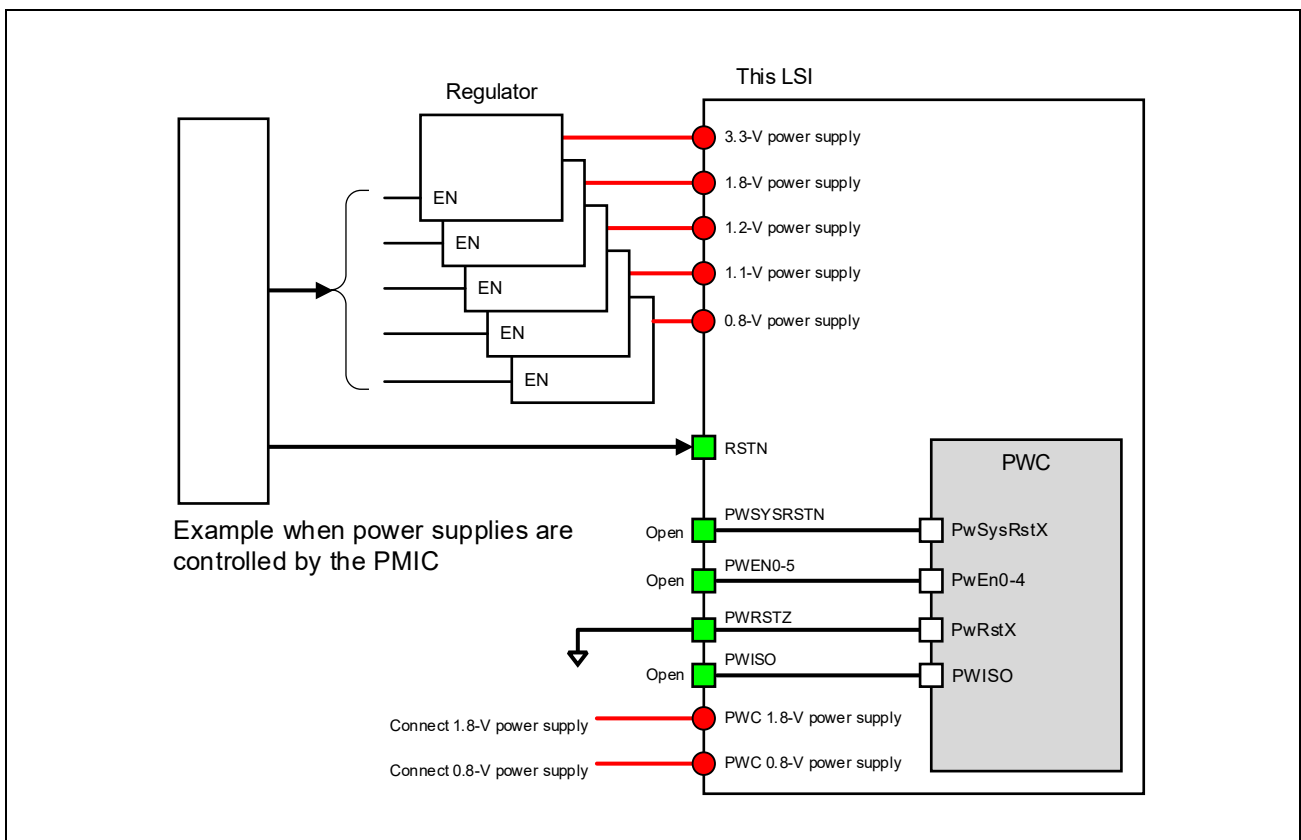 This LSI
Regulator
3.3-V power supply
1.8-V power supply
EN
1.2-V power supply
EN
1.1-V power supply
EN
0.8-V power supply
EN
EN
RSTN
PWC
Example when power supplies are
controlled by the PMIC
Open
PWSYSRSTN
PwSysRstX
Open
PWEN0-5
PwEn0-4
PWRSTZ
PwRstX
Open
PWISO
PWISO
Connect 1.8-V power supply
PWC 1.8-V power supply
Connect 0.8-V power supply
PWC 0.8-V power supply